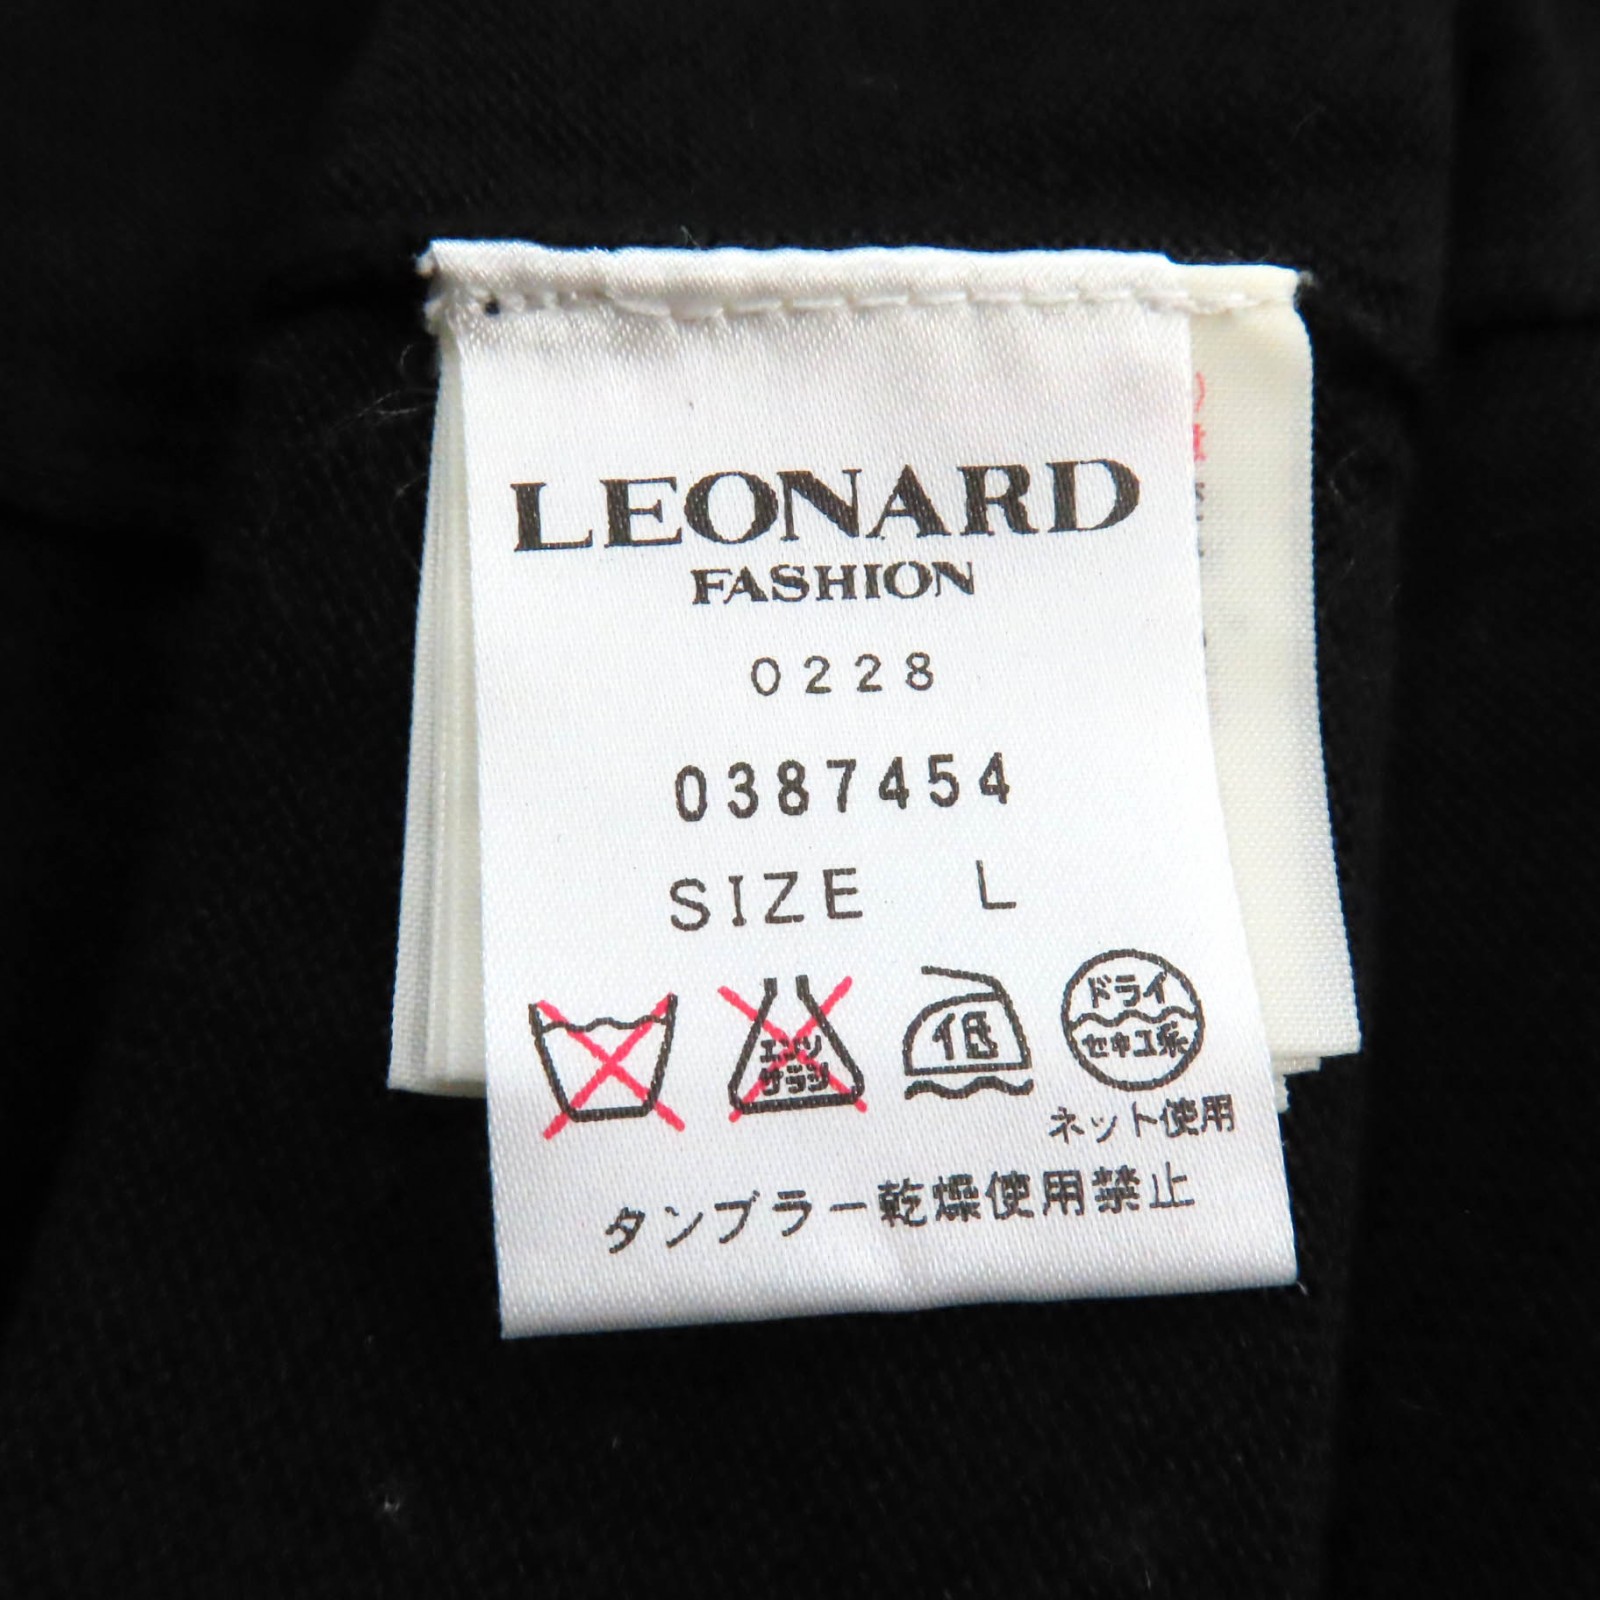 LEONARD
FASHION
0228
0387454
SIZE L
エンソ
サラシ
低
ドライ
セキユ系
ネット使用
タンブラー乾燥使用禁止